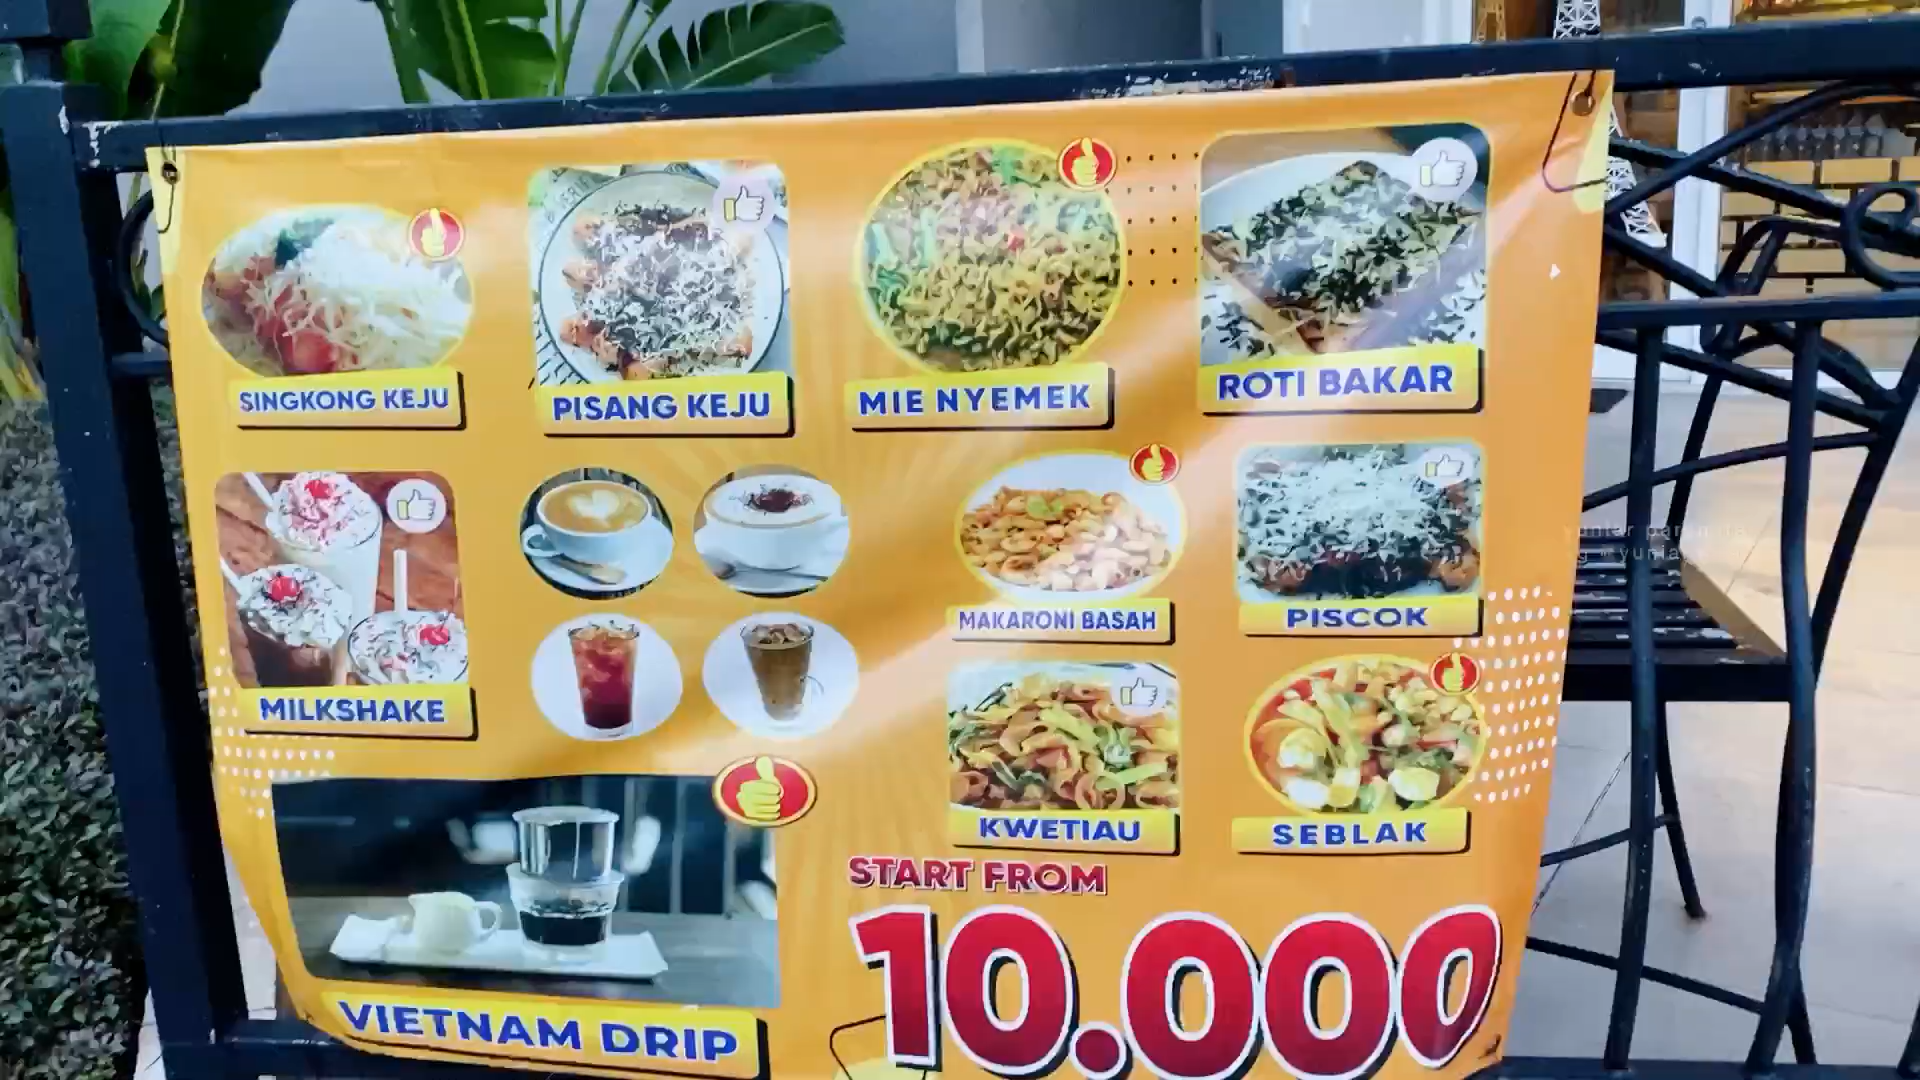 SINGKONG KEJU
PISANG KEJU
MIE NYEMEK
ROTI BAKAR
MILKSHAKE
MAKARONI BASAH
PISCOK
KWETIAU
SEBLAK
VIETNAM DRIP
START FROM
10.000